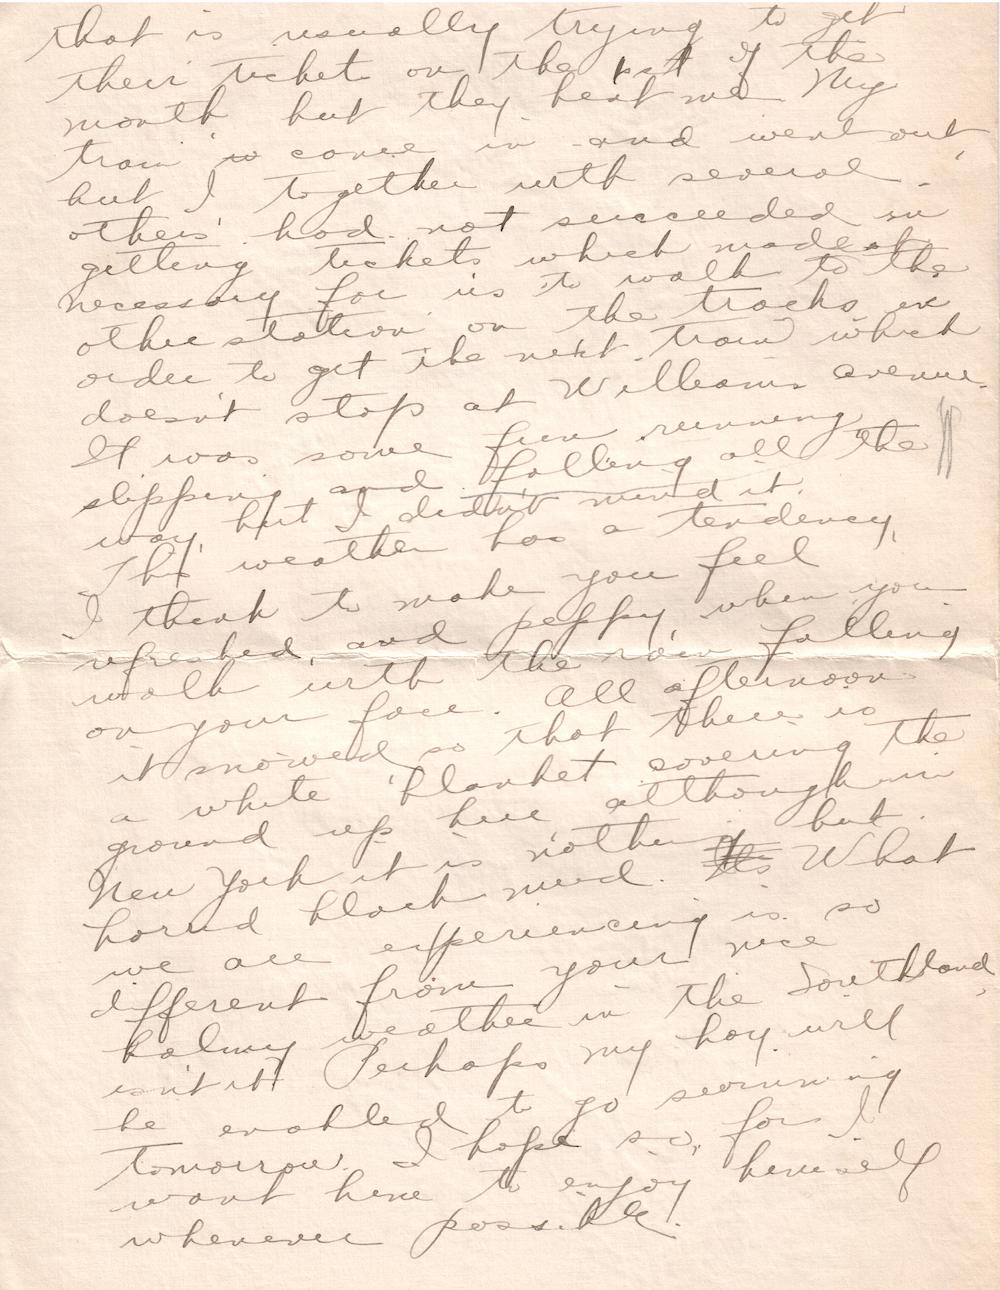 that is usually trying to get
their tickets on the 1st of the
month but they beat me My
train came in and went out,
but I together with several
others had not succeeded in
getting tickets which made it
necessary for us to walk to the
other station on the tracks in
order to get the next train which
doesn't stop at Williams avenue.
It was some fun running,
slipping and falling all the
way, but I didn't mind it.
This weather has a tendency,
I think to make you feel
refreshed, and peppy, when you
walk with the rain falling
on your face. All afternoon
it snowed so that there is
a white blanket covering the
ground up here although in
New York it is nothing but
horrid black mud. What
we are experiencing is so
different from your nice
balmy weather in the Southland,
isn't it? Perhaps my boy will
be enabled to go swimming
tomorrow. I hope so, for I
want him to enjoy himself
whenever possible.